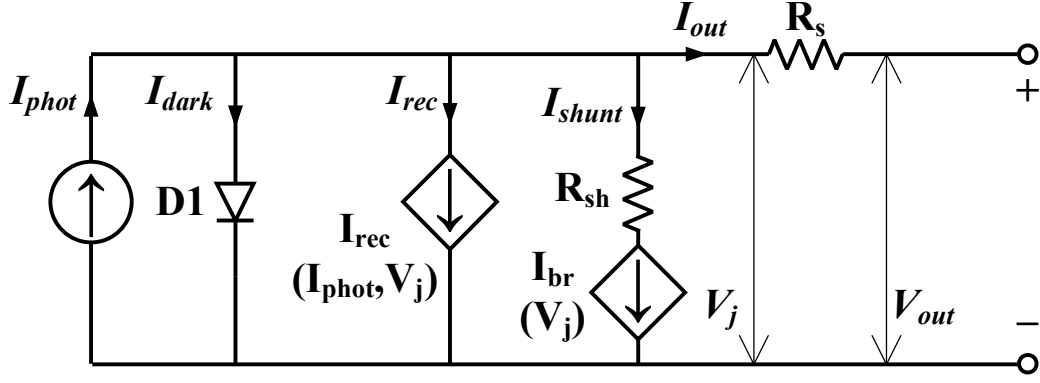 I_out
R_s
I_phot
I_dark
I_rec
I_shunt
+
D1
R_sh
I_rec
(I_phot,V_j)
I_br
(V_j)
V_j
V_out
−